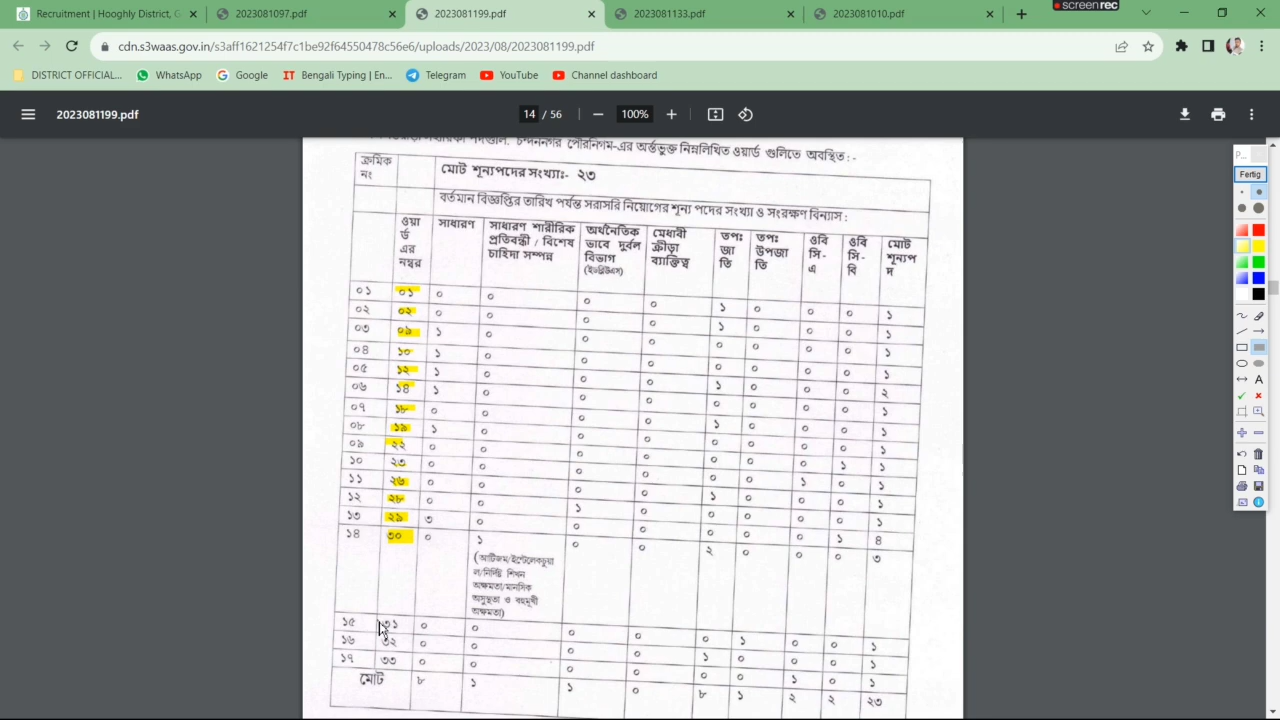 Recruitment | Hooghly District, G
2023081097.pdf
2023081199.pdf
2023081133.pdf
2023081010.pdf
screenrec
cdn.s3waas.gov.in/s3aff1621254f7c1be92f64550478c56e6/uploads/2023/08/2023081199.pdf
DISTRICT OFFICIAL...
WhatsApp
Google
Bengali Typing | En...
Telegram
YouTube
Channel dashboard
2023081199.pdf
14 / 56
100%
Fertig
চন্দননগর পৌরনিগম-এর অর্ন্তভুক্ত নিম্নলিখিত ওয়ার্ড গুলিতে অবস্থিত :-
ক্রমিক নং
মোট শূন্যপদের সংখ্যাঃ- ২৩
বর্তমান বিজ্ঞপ্তির তারিখ পর্যন্ত সরাসরি নিয়োগের শূন্য পদের সংখ্যা ও সংরক্ষণ বিন্যাস :
ওয়ার্ড এর নম্বর
সাধারণ
সাধারণ শারীরিক প্রতিবন্ধী / বিশেষ চাহিদা সম্পন্ন
অর্থনৈতিক ভাবে দুর্বল বিভাগ (ইডব্লিউএস)
মেধাবী ক্রীড়া ব্যাক্তিত্ব
তপঃ জাতি
তপঃ উপজাতি
ওবিসি-এ
ওবিসি-বি
মোট শূন্যপদ
০১ ০১ ০ ০ ০ ০ ১ ০ ০ ০ ১
০২ ০২ ০ ০ ০ ০ ১ ০ ০ ০ ১
০৩ ০৯ ১ ০ ০ ০ ০ ০ ০ ০ ১
০৪ ১০ ১ ০ ০ ০ ০ ০ ০ ০ ১
০৫ ১২ ১ ০ ০ ০ ০ ০ ০ ০ ১
০৬ ১৪ ১ ০ ০ ০ ১ ০ ০ ০ ২
০৭ ১৮ ০ ০ ০ ০ ১ ০ ০ ০ ১
০৮ ১৯ ১ ০ ০ ০ ০ ০ ০ ০ ১
০৯ ২২ ০ ০ ০ ০ ০ ০ ০ ১ ১
১০ ২৩ ০ ০ ০ ০ ০ ০ ১ ০ ১
১১ ২৬ ০ ০ ০ ০ ১ ০ ০ ০ ১
১২ ২৮ ০ ০ ১ ০ ০ ০ ০ ০ ১
১৩ ২৯ ৩ ০ ০ ০ ০ ০ ০ ১ ৪
১৪ ৩০ ০ ১ ০ ০ ২ ০ ০ ০ ৩
(আটিজম/ইন্টেলেকচুয়া
ল/নির্দিষ্ট শিখন
অক্ষমতা/মানসিক
অসুস্থতা ও বহুমুখী
অক্ষমতা)
১৫ ৩১ ০ ০ ০ ০ ০ ১ ০ ০ ১
১৬ ৩২ ০ ০ ০ ০ ১ ০ ০ ০ ১
১৭ ৩৩ ০ ০ ০ ০ ০ ০ ১ ০ ১
মোট ৮ ১ ১ ০ ৮ ১ ২ ২ ২৩